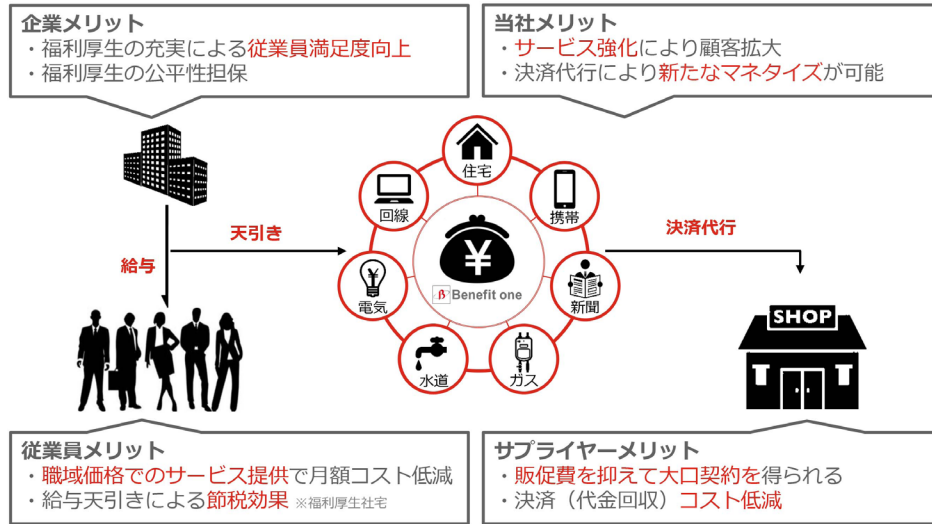 企業メリット
・福利厚生の充実による従業員満足度向上
・福利厚生の公平性担保
当社メリット
・サービス強化により顧客拡大
・決済代行により新たなマネタイズが可能
住宅
回線
携帯
天引き
決済代行
給与
¥
¥
β Benefit one
電気
新聞
SHOP
水道
ガス
従業員メリット
・職域価格でのサービス提供で月額コスト低減
・給与天引きによる節税効果 ※福利厚生社宅
サプライヤーメリット
・販促費を抑えて大口契約を得られる
・決済（代金回収）コスト低減